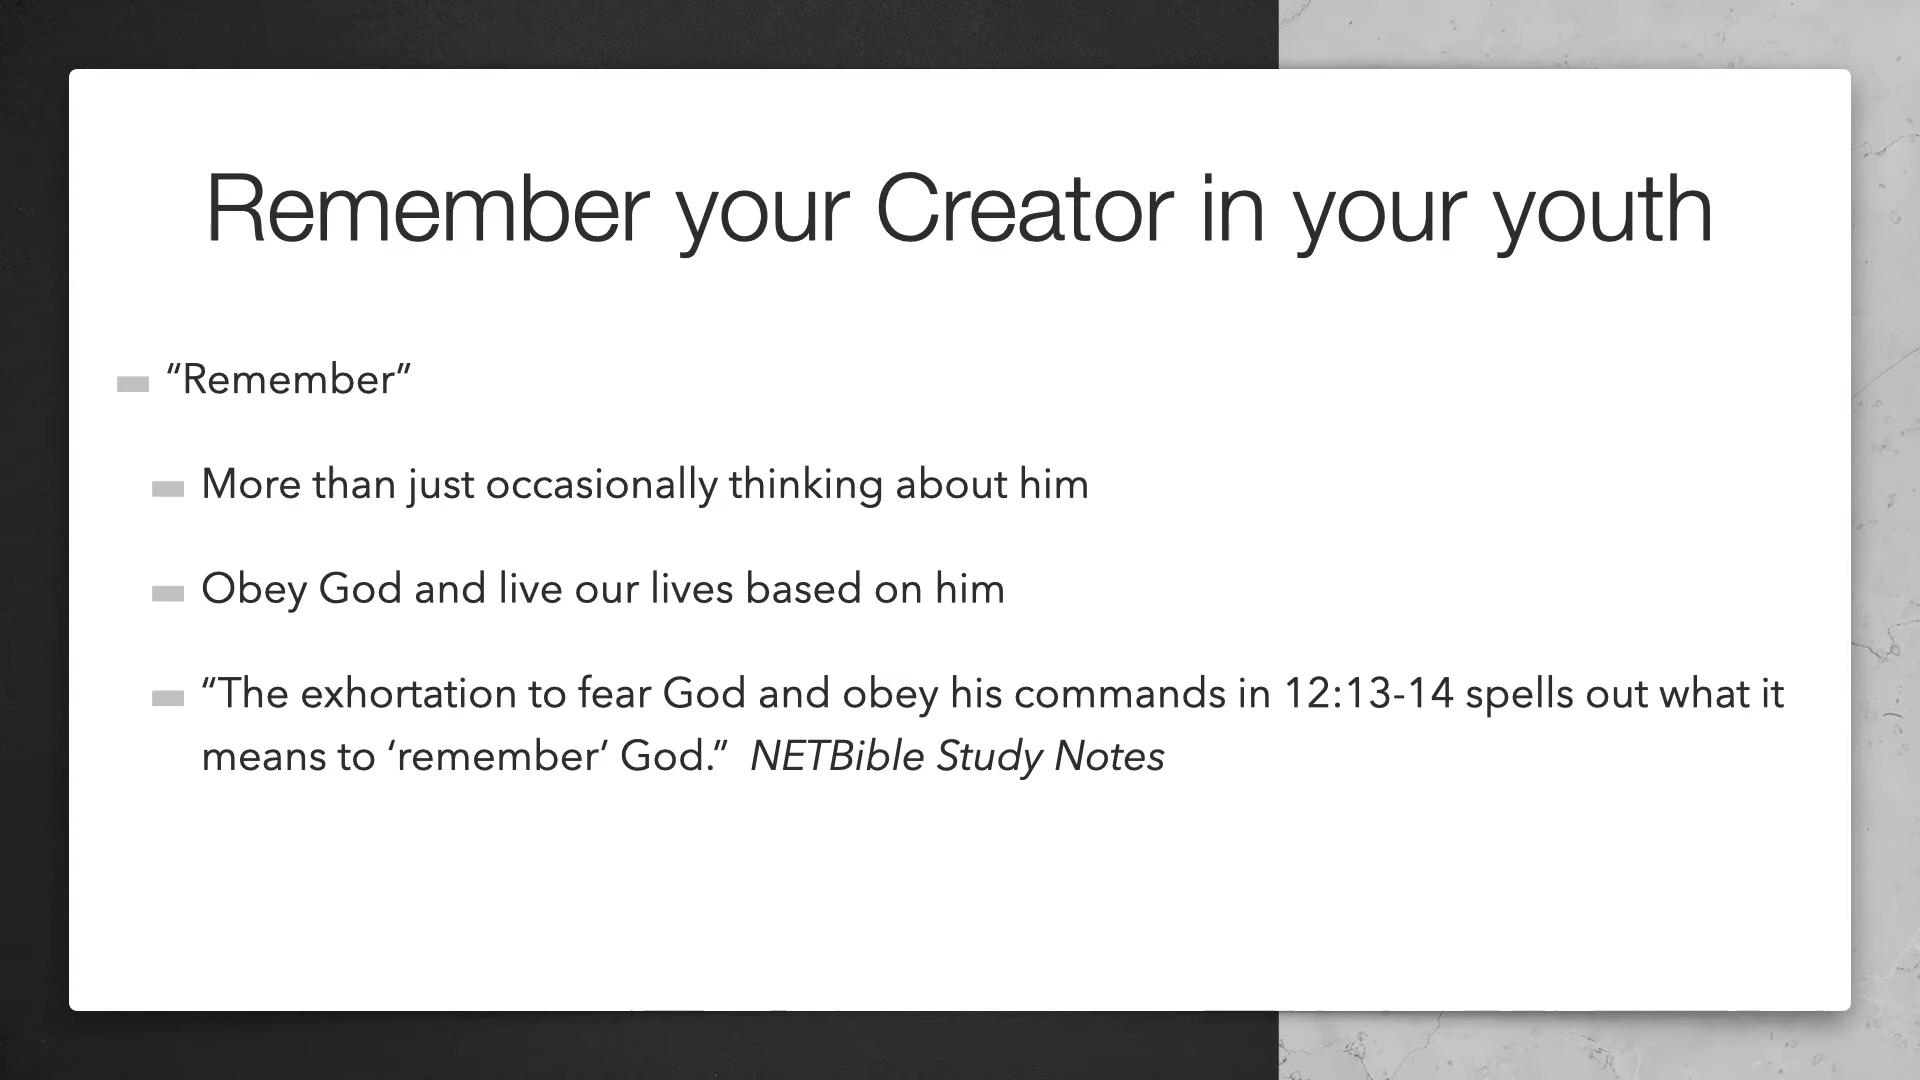 Remember your Creator in your youth
“Remember”
More than just occasionally thinking about him
Obey God and live our lives based on him
“The exhortation to fear God and obey his commands in 12:13-14 spells out what it
means to ‘remember’ God.” NETBible Study Notes